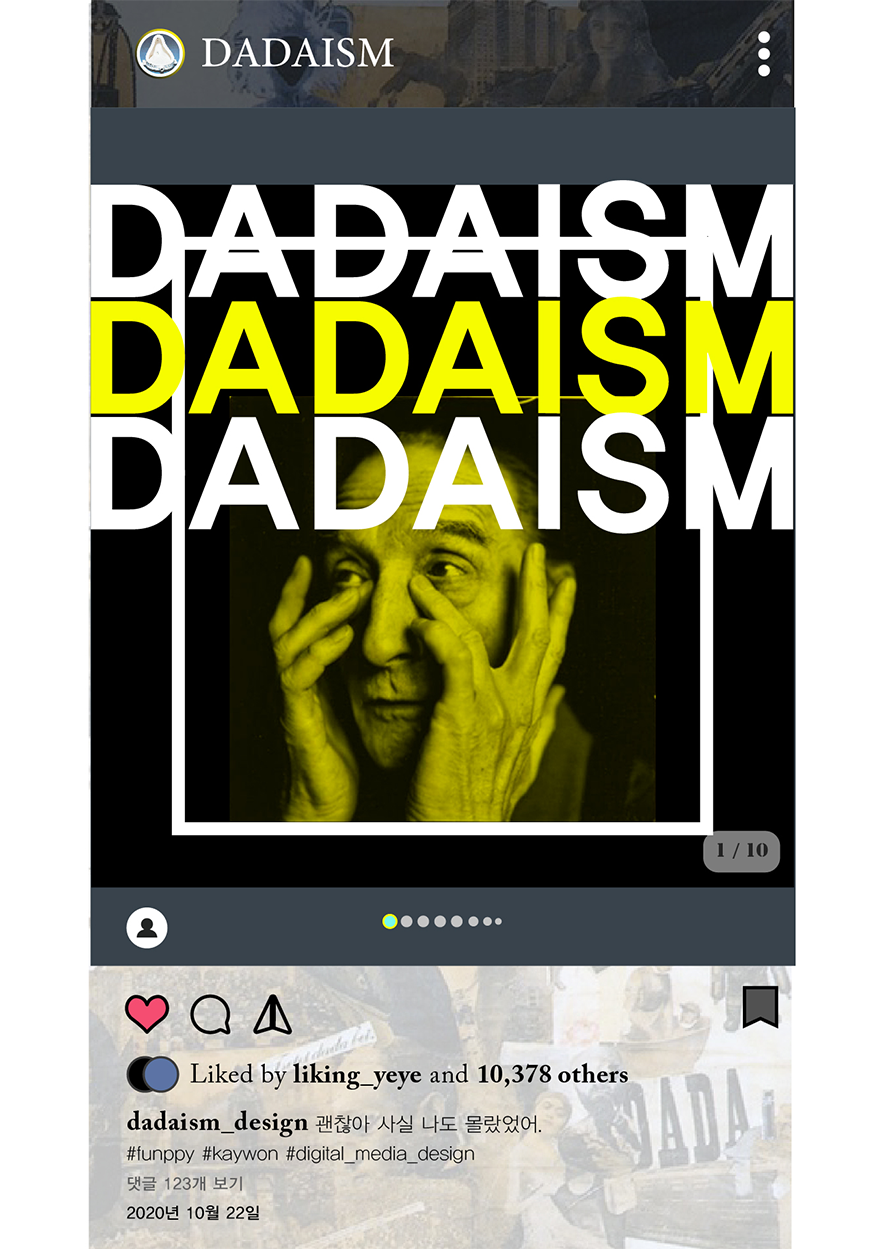 DADAISM
DADAISM
DADAISM
DADAISM
1 / 10
Liked by liking_yeye and 10,378 others
DADA
dadaism_design 괜찮아 사실 나도 몰랐었어.
#funppy #kaywon #digital_media_design
댓글 123개 보기
2020년 10월 22일